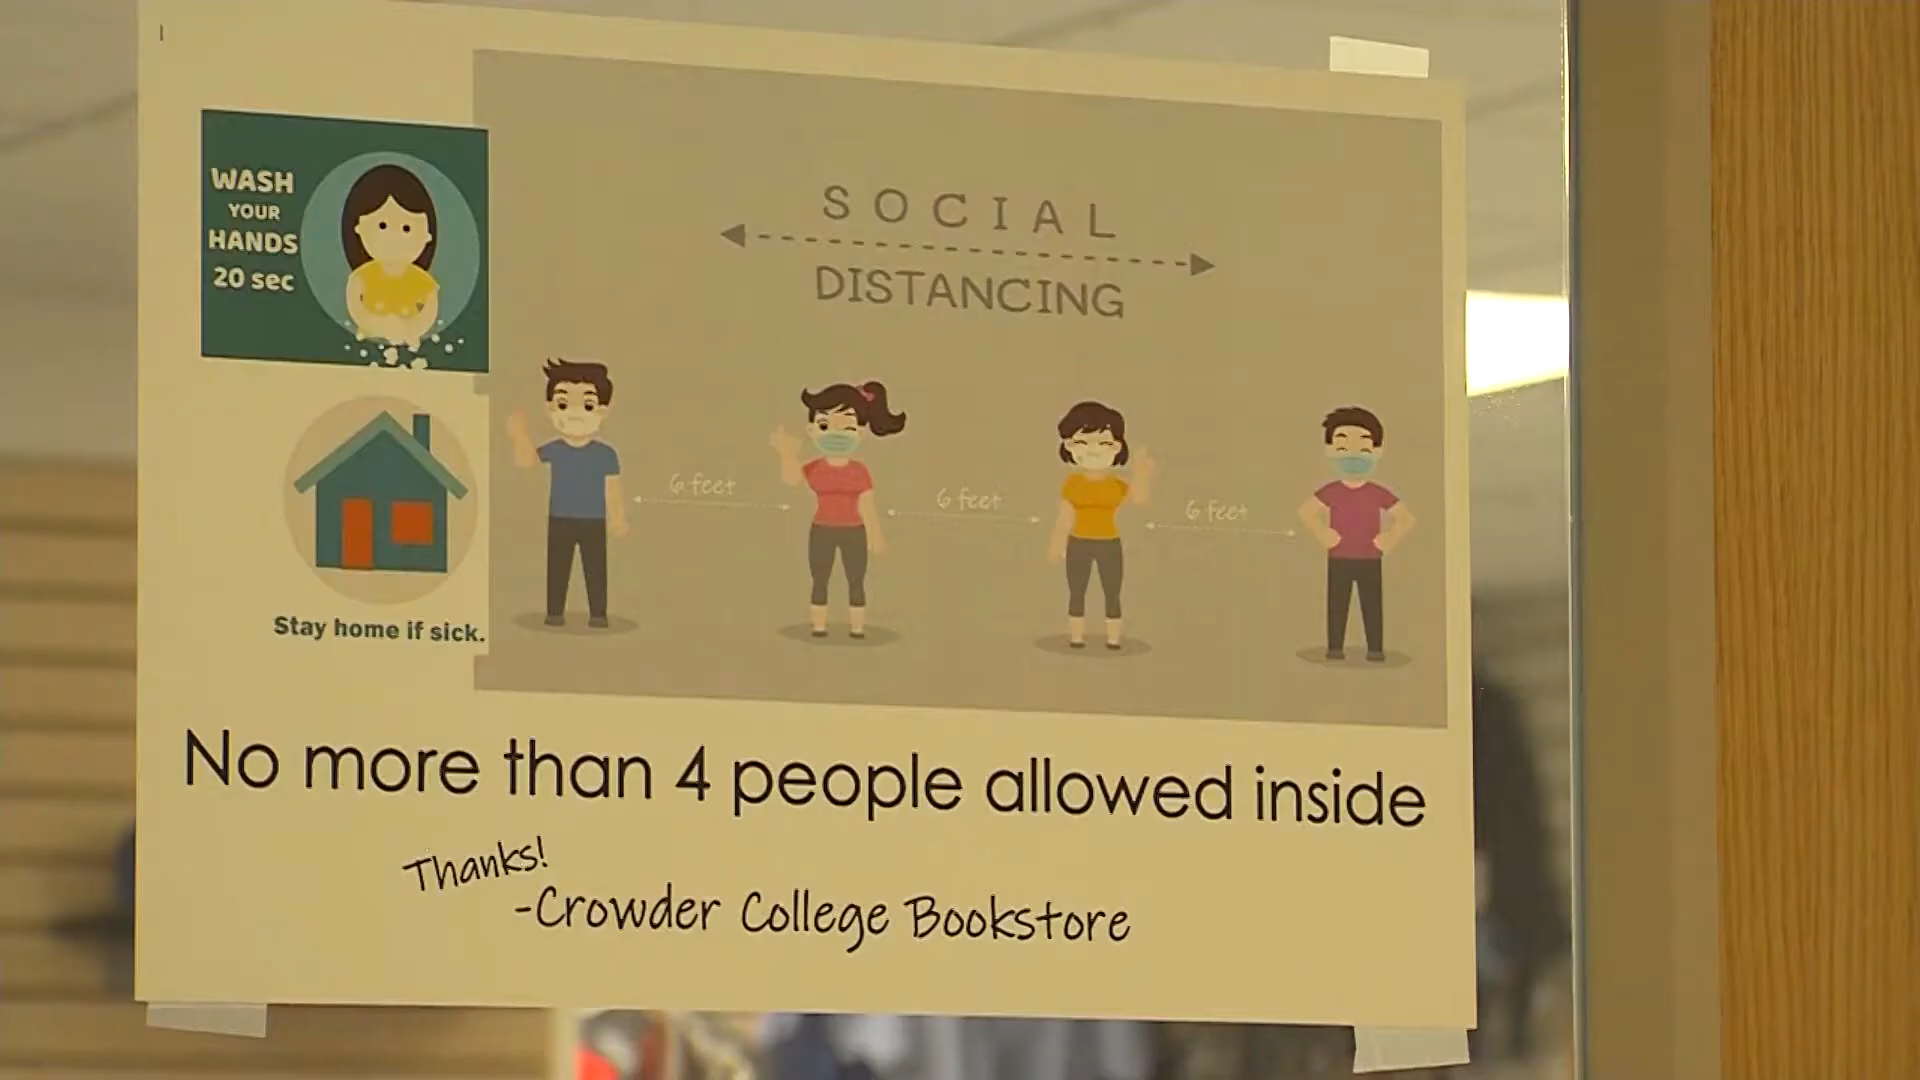 WASH
YOUR
HANDS
20 sec
Stay home if sick.
SOCIAL
DISTANCING
6 feet
6 feet
6 feet
No more than 4 people allowed inside
Thanks!
-Crowder College Bookstore